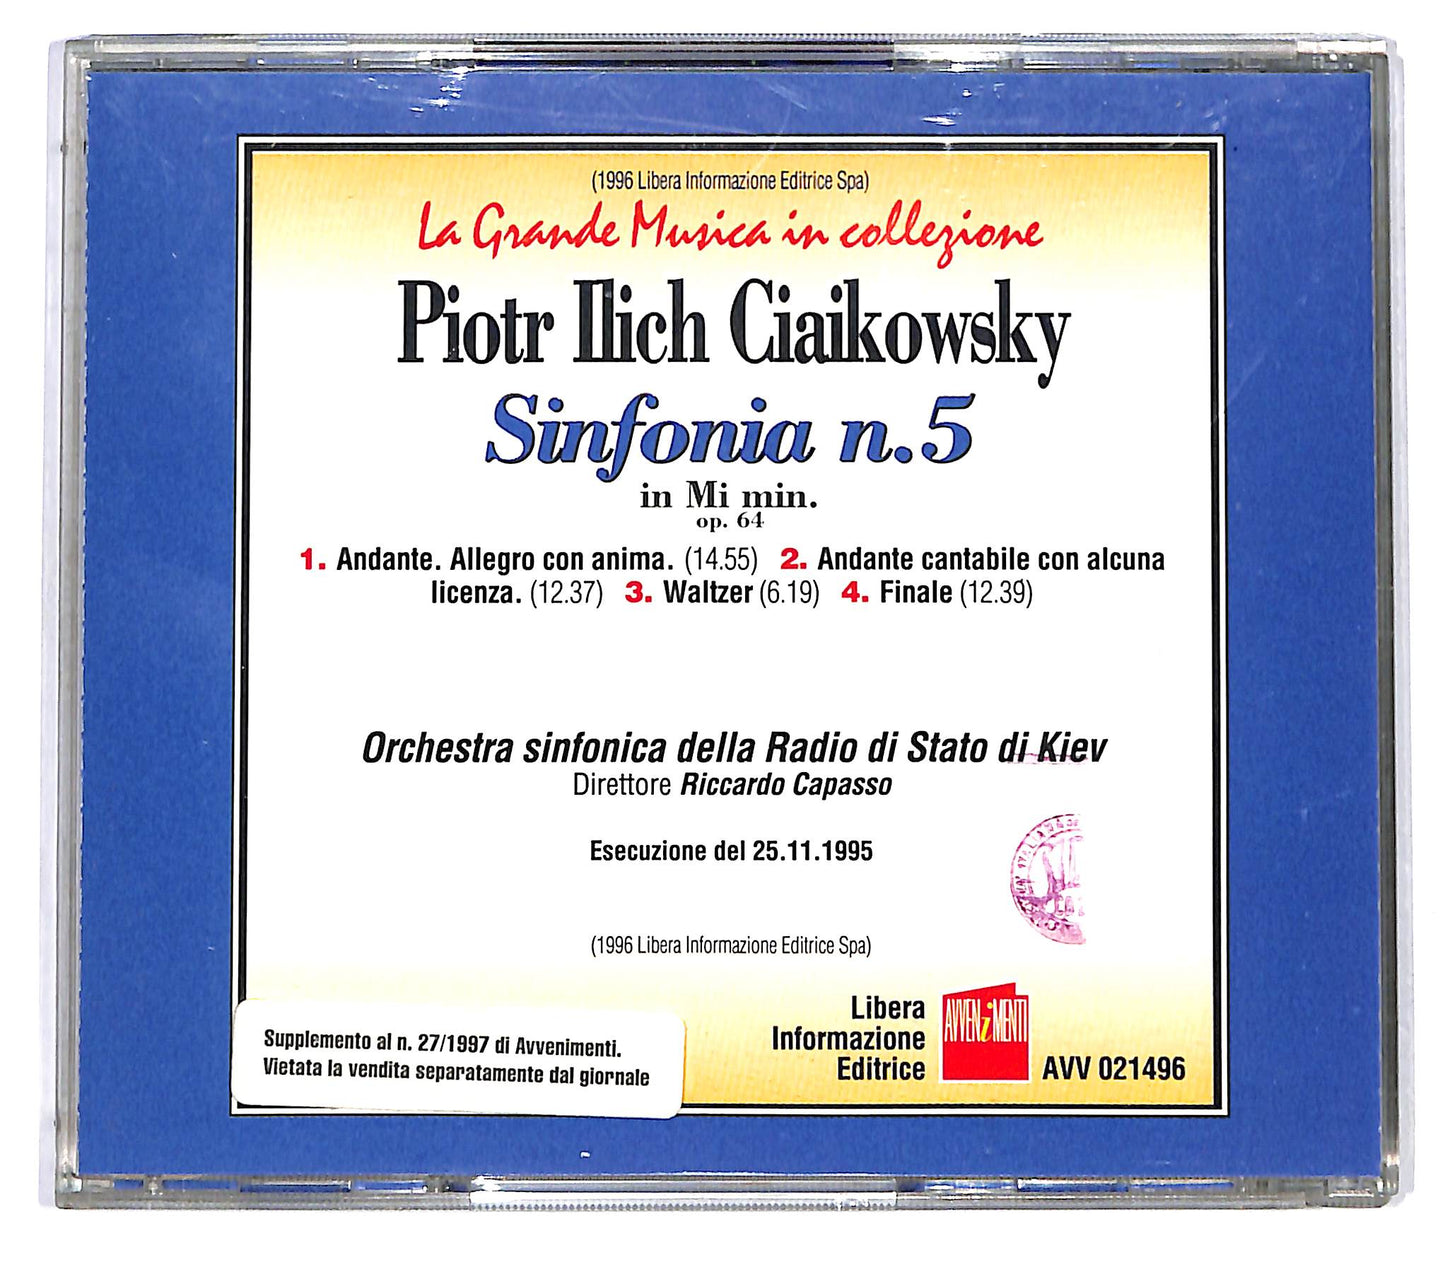 (1996 Libera Informazione Editrice Spa)
La Grande Musica in collezione
Piotr Ilich Ciaikowsky
Sinfonia n.5
in Mi min.
op. 64
1. Andante. Allegro con anima. (14.55) 2. Andante cantabile con alcuna
licenza. (12.37) 3. Waltzer (6.19) 4. Finale (12.39)
Orchestra sinfonica della Radio di Stato di Kiev
Direttore Riccardo Capasso
Esecuzione del 25.11.1995
(1996 Libera Informazione Editrice Spa)
Supplemento al n. 27/1997 di Avvenimenti.
Vietata la vendita separatamente dal giornale
Libera
Informazione
Editrice
AVVENiMENTI
AVV 021496